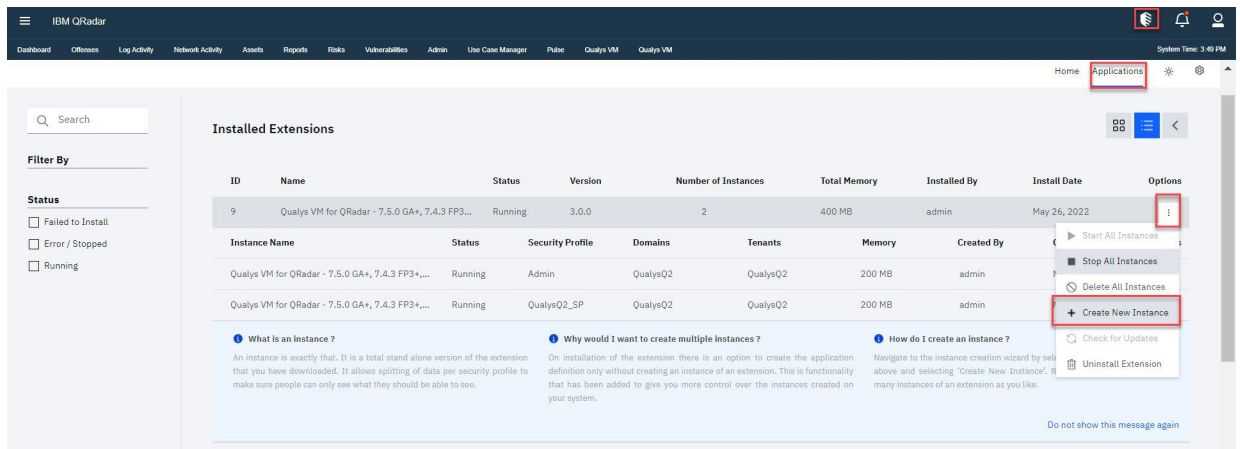 IBM QRadar
Dashboard Offenses Log Activity Network Activity Assets Reports Risks Vulnerabilities Admin Use Case Manager Pulse Qualys VM Qualys VM System Time: 3:49 PM
Home Applications
Search
Installed Extensions
Filter By
Status
Failed to Install
Error / Stopped
Running
ID Name Status Version Number of Instances Total Memory Installed By Install Date Options
9 Qualys VM for QRadar - 7.5.0 GA+, 7.4.3 FP3... Running 3.0.0 2 400 MB admin May 26, 2022
Instance Name Status Security Profile Domains Tenants Memory Created By
Qualys VM for QRadar - 7.5.0 GA+, 7.4.3 FP3+,... Running Admin QualysQ2 QualysQ2 200 MB admin
Qualys VM for QRadar - 7.5.0 GA+, 7.4.3 FP3+,... Running QualysQ2_SP QualysQ2 QualysQ2 200 MB admin
Start All Instances
Stop All Instances
Delete All Instances
Create New Instance
Check for Updates
Uninstall Extension
What is an instance ?
An instance is exactly that. It is a total stand alone version of the extension
that you have downloaded. It allows splitting of data per security profile to
make sure people can only see what they should be able to see.
Why would I want to create multiple instances ?
On installation of the extension there is an option to create the application
definition only without creating an instance of an extension. This is functionality
that has been added to give you more control over the instances created on
your system.
How do I create an instance ?
Navigate to the instance creation wizard by
above and selecting 'Create New Instance'.
many instances of an extension as you like.
Do not show this message again